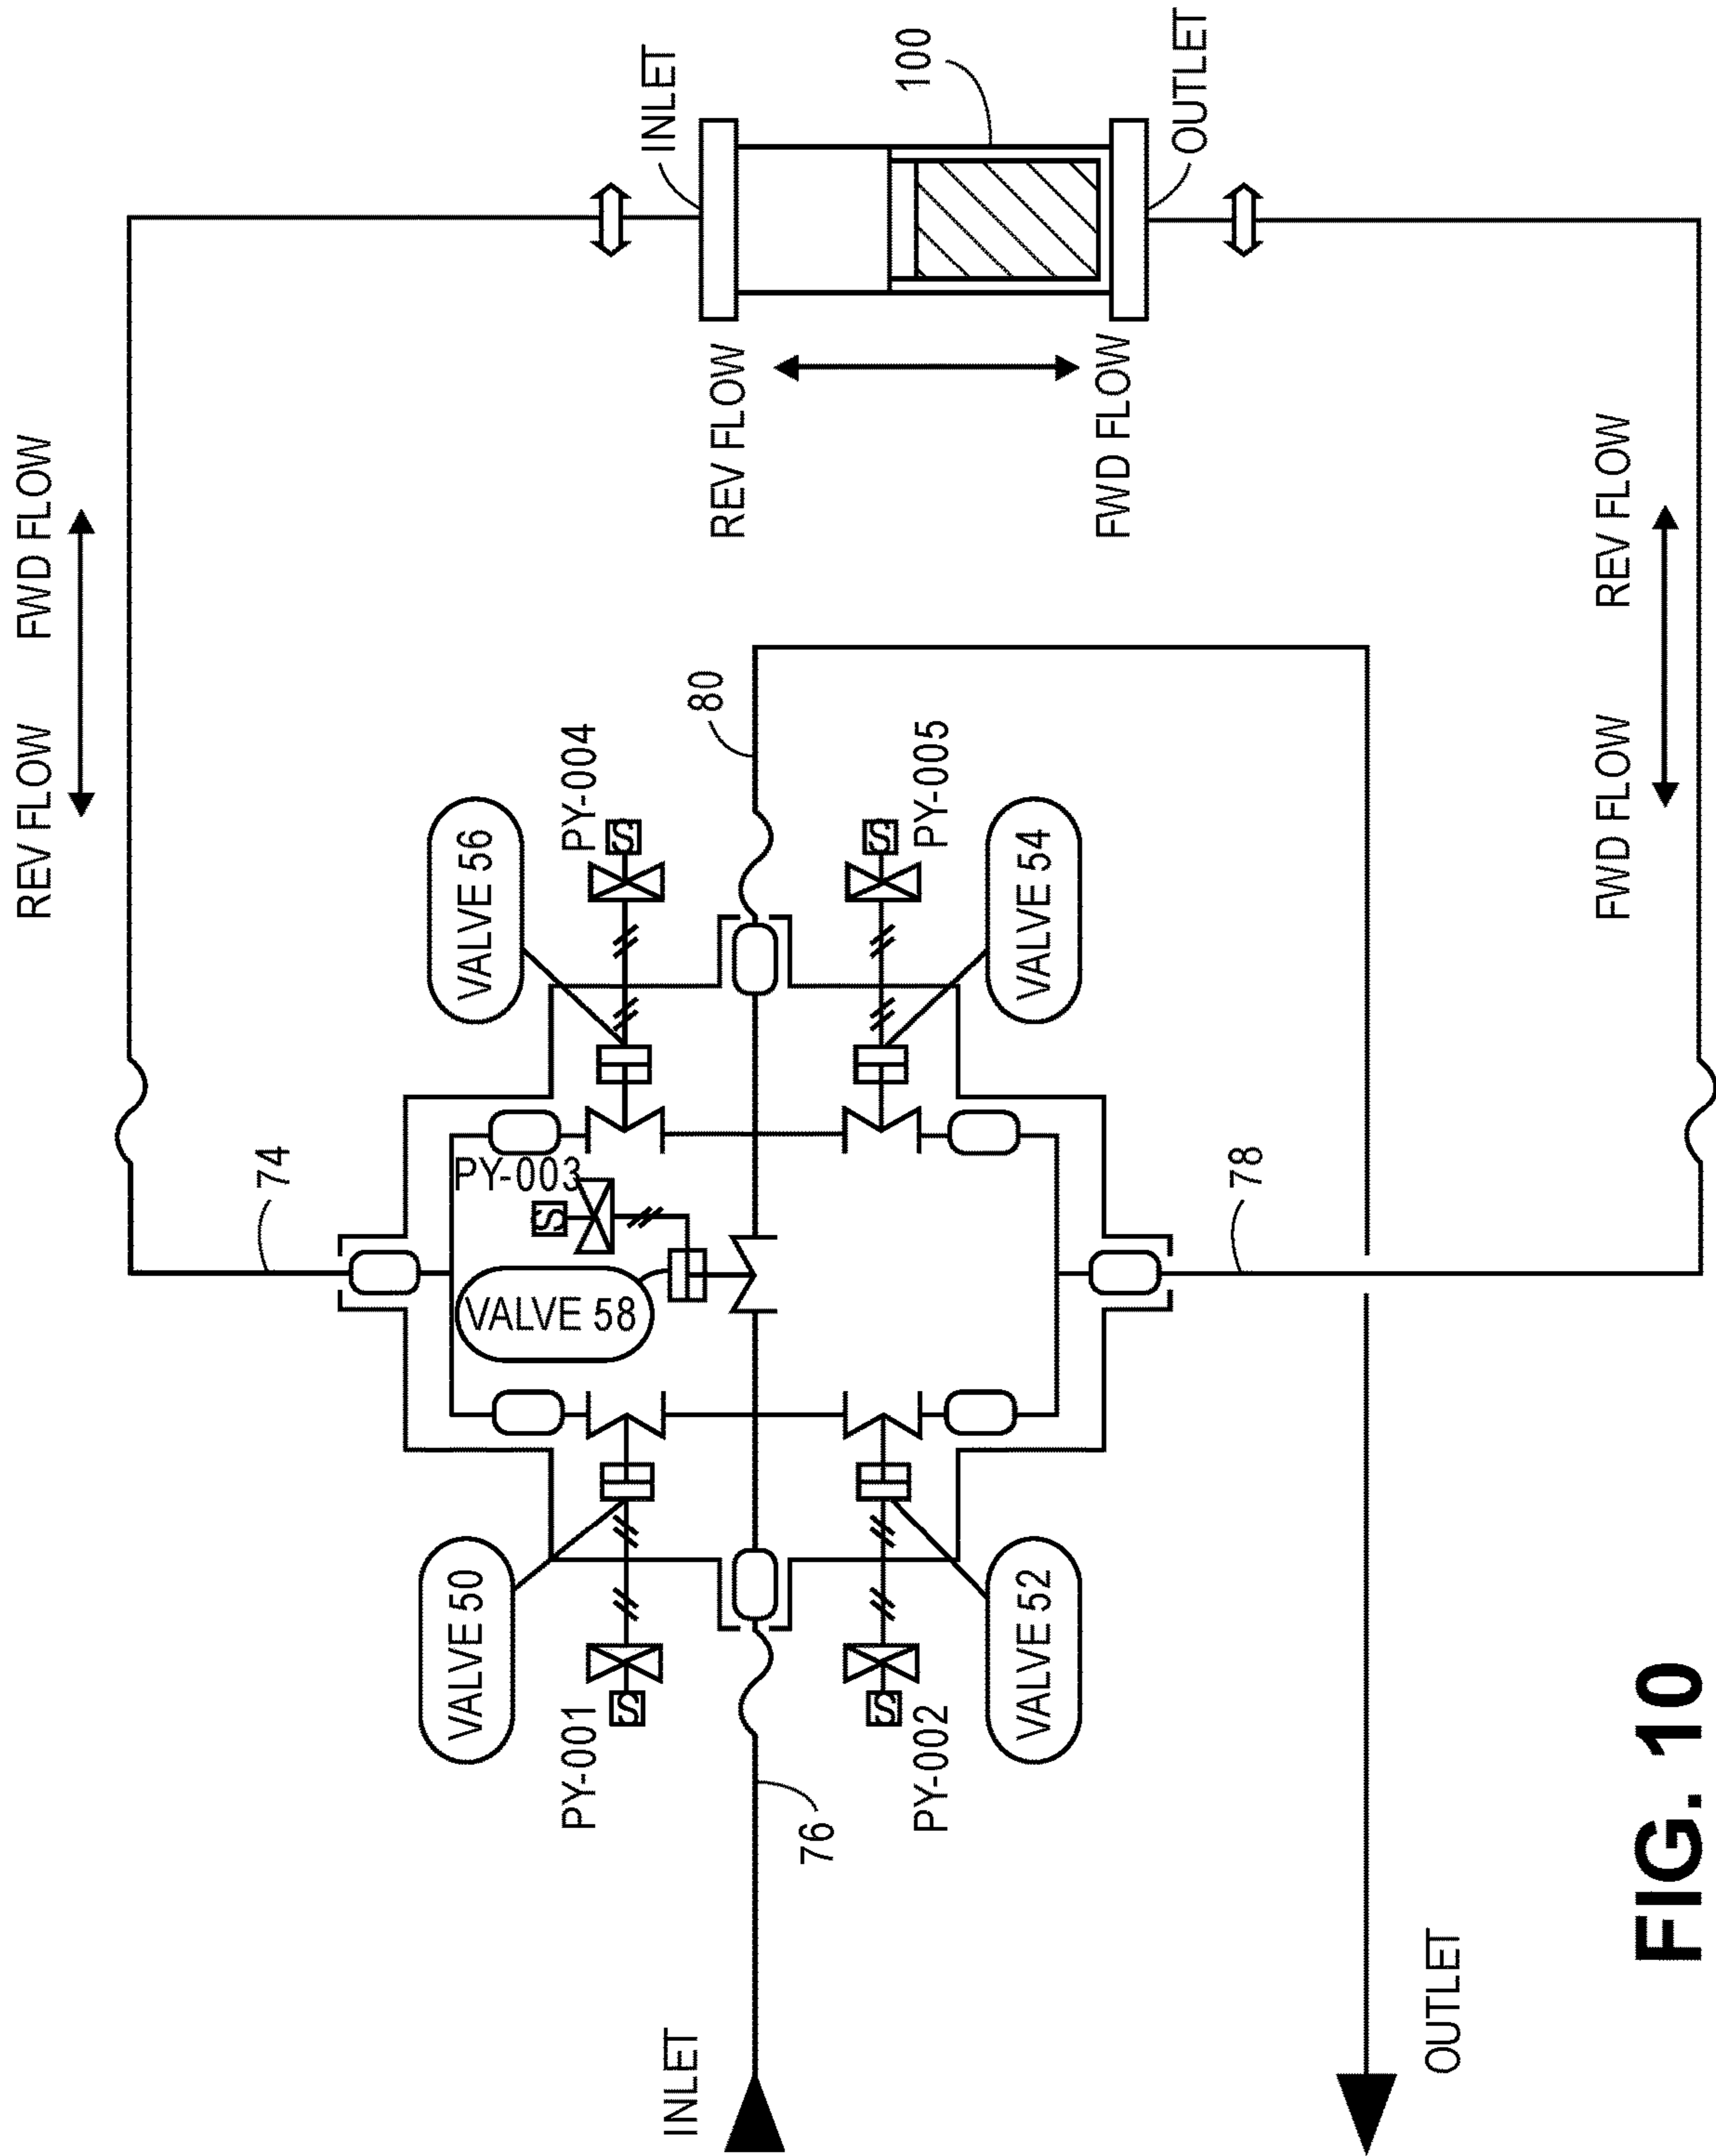 REV FLOW FWD FLOW
INLET
100
OUTLET
REV FLOW
FWD FLOW
74
VALVE 56
PY-004
S
80
PY-003
S
VALVE 58
S
PY-005
VALVE 54
VALVE 50
PY-001
S
S
PY-002
VALVE 52
76
78
INLET
OUTLET
FWD FLOW REV FLOW
FIG. 10